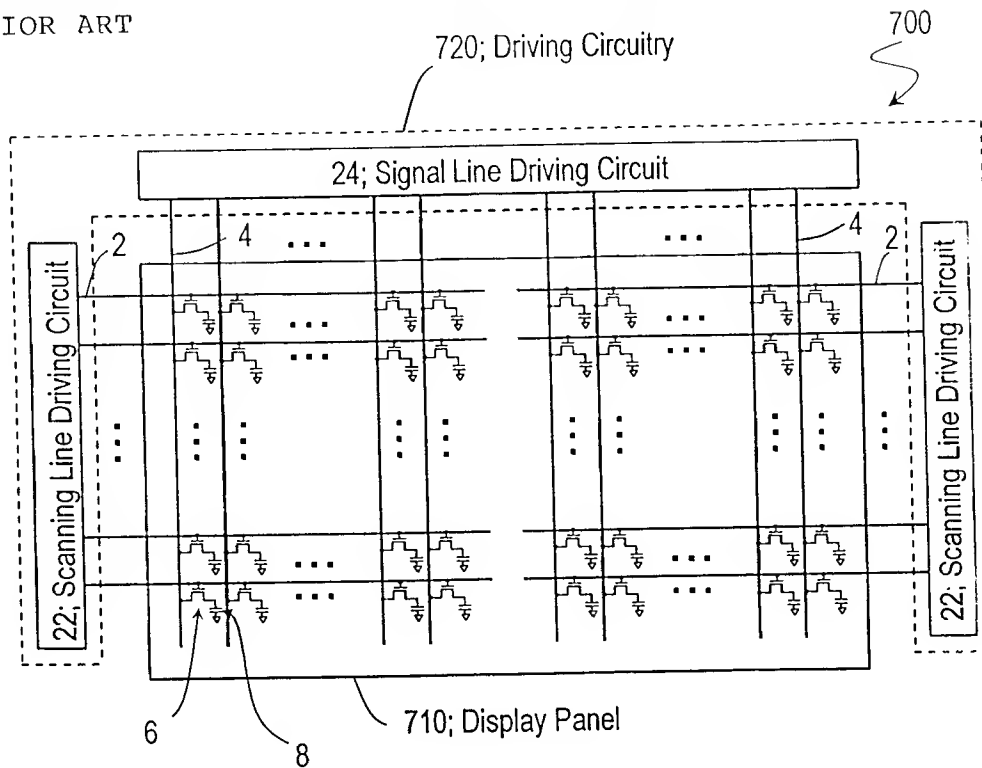 IOR ART
700
720; Driving Circuitry
24; Signal Line Driving Circuit
4
4
2
2
22; Scanning Line Driving Circuit
22; Scanning Line Driving Circuit
710; Display Panel
6
8